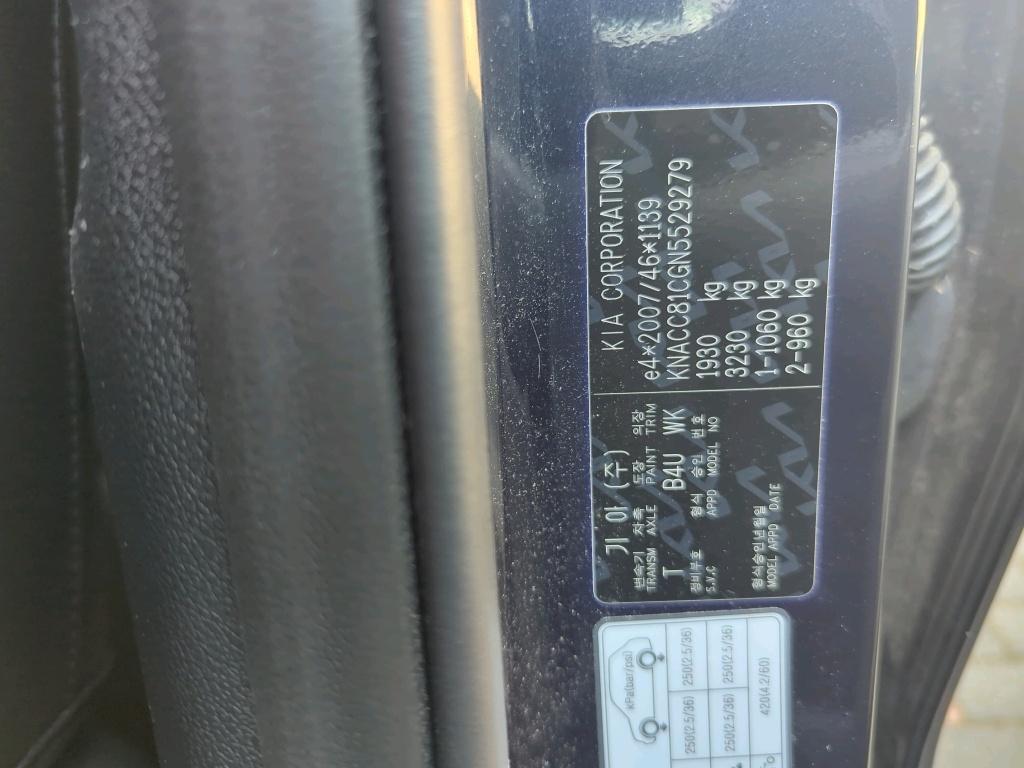 기아 (주) KIA CORPORATION
변속기 차축 도장 의장
TRANSM AXLE PAINT TRIM
e4*2007/46*1139
T B4U WK
KNACC81CGN5529279
정비부호 형식 승인 번호
S.V.C APPD MODEL NO
1930 kg
3230 kg
형식승인년월일
1-1060 kg
MODEL APPD DATE
2-960 kg
kPa(bar/psi)
250(2.5/36) 250(2.5/36)
250(2.5/36) 250(2.5/36)
420(4.2/60)